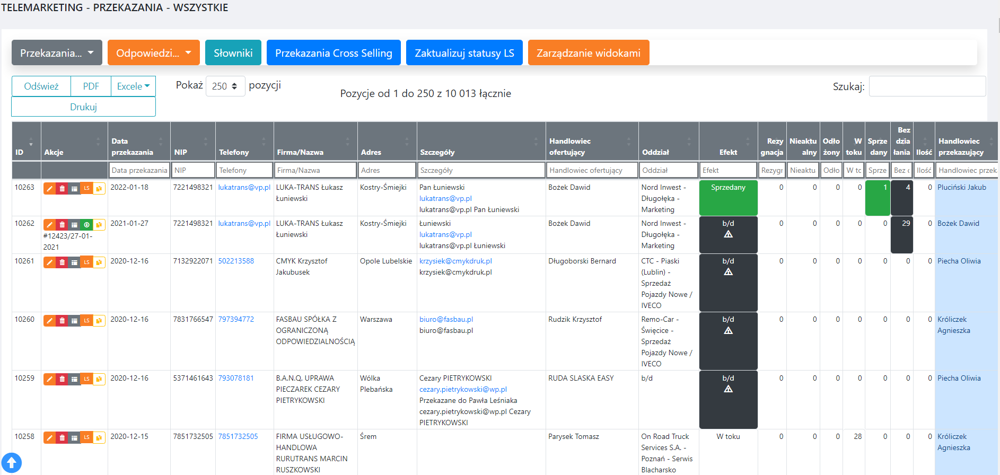 TELEMARKETING - PRZEKAZANIA - WSZYSTKIE
Przekazania...
Odpowiedzi...
Słowniki
Przekazania Cross Selling
Zaktualizuj statusy LS
Zarządzanie widokami
Odśwież
PDF
Excele
Drukuj
Pokaż 250 pozycji
Pozycje od 1 do 250 z 10 013 łącznie
Szukaj:
ID
Akcje
Data
przekazania
NIP
Telefony
Firma/Nazwa
Adres
Szczegóły
Handlowiec
ofertujący
Oddział
Efekt
Rezy
gnacja
Nieaktu
alny
Odło
żony
W
toku
Sprze
dany
Bez
dzia
łania
Ilość
Handlowiec
przekazujący
Data przekazania
NIP
Telefony
Firma/Nazwa
Adres
Szczegóły
Handlowiec ofertujący
Oddział
Efekt
Rezygr
Nieaktu
Odło
W tc
Sprze
Bez c
Ilość
Handlowiec przeka
10263
LS
2022-01-18
7221498321
lukatrans@vp.pl
LUKA-TRANS Łukasz
Łuniewski
Kostry-Śmiejki
Pan Łuniewski
lukatrans@vp.pl
lukatrans@vp.pl Pan Łuniewski
Bożek Dawid
Nord Inwest -
Długołęka -
Marketing
Sprzedany
0
0
0
0
1
4
0
Pluciński Jakub
10262
#12423/27-01-
2021
2021-01-27
7221498321
lukatrans@vp.pl
LUKA-TRANS Łukasz
Łuniewski
Kostry-Śmiejki
Łuniewski
lukatrans@vp.pl
lukatrans@vp.pl Łuniewski
Bożek Dawid
Nord Inwest -
Długołęka -
Marketing
b/d
0
0
0
0
0
29
0
Bożek Dawid
10261
LS
2020-12-16
7132922071
502213588
CMYK Krzysztof
Jakubusek
Opole Lubelskie
krzysiek@cmykdruk.pl
krzysiek@cmykdruk.pl
Długoborski Bernard
CTC - Piaski
(Lublin) -
Sprzedaż
Pojazdy Nowe /
IVECO
b/d
0
0
0
0
0
0
0
Piecha Oliwia
10260
LS
2020-12-16
7831766547
797394772
FASBAU SPÓŁKA Z
OGRANICZONĄ
ODPOWIEDZIALNOŚCIĄ
Warszawa
biuro@fasbau.pl
biuro@fasbau.pl
Rudzik Krzysztof
Remo-Car -
Święcice -
Sprzedaż
Pojazdy Nowe /
IVECO
b/d
0
0
0
0
0
0
0
Króliczek
Agnieszka
10259
LS
2020-12-16
5371461643
793078181
B.A.N.Q. UPRAWA
PIECZAREK CEZARY
PIETRYKOWSKI
Wólka
Plebańska
Cezary PIETRYKOWSKI
cezary.pietrykowski@wp.pl
Przekazane do Pawła Leśniaka
cezary.pietrykowski@wp.pl Cezary
PIETRYKOWSKI
RUDA SLASKA EASY
b/d
b/d
0
0
0
0
0
0
0
Piecha Oliwia
10258
LS
2020-12-15
7851732505
7851732505
FIRMA USŁUGOWO-
HANDLOWA
RURUTRANS MARCIN
RUSZKOWSKI
Śrem
Parysek Tomasz
On Road Truck
Services S.A. -
Poznań - Serwis
Blacharsko
W toku
0
0
0
28
0
0
0
Króliczek
Agnieszka